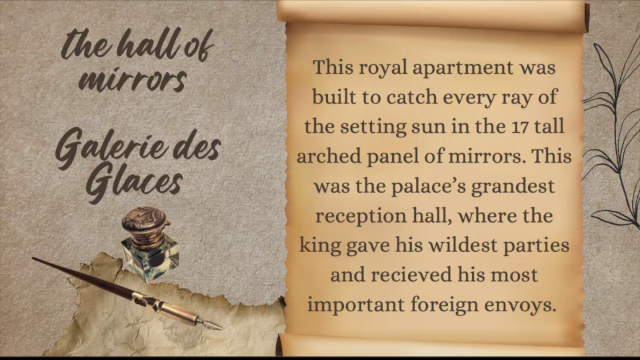 the hall of
mirrors
Galerie des
Glaces
This royal apartment was
built to catch every ray of
the setting sun in the 17 tall
arched panel of mirrors. This
was the palace's grandest
reception hall, where the
king gave his wildest parties
and recieved his most
important foreign envoys.